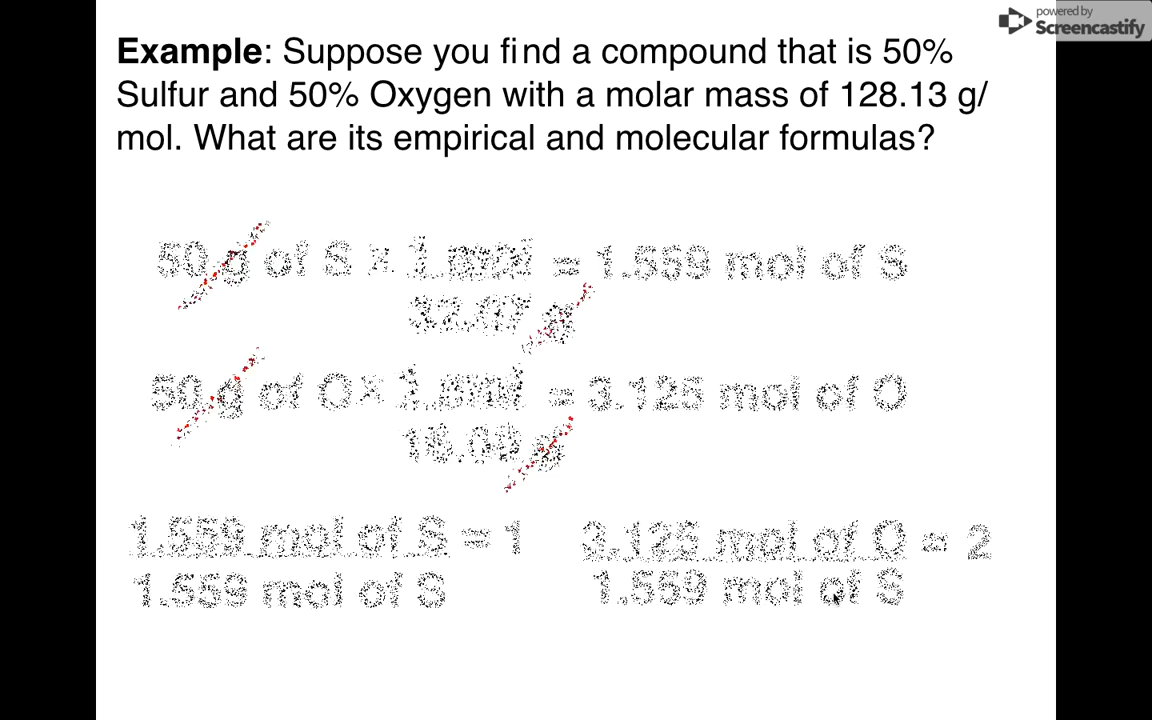 powered by
Screencastify
Example: Suppose you find a compound that is 50%
Sulfur and 50% Oxygen with a molar mass of 128.13 g/
mol. What are its empirical and molecular formulas?
50 g of S x 1 mol = 1.559 mol of S
32.07 g
50 g of O x 1 mol = 3.125 mol of O
16.00 g
1.559 mol of S = 1
1.559 mol of S
3.125 mol of O = 2
1.559 mol of S